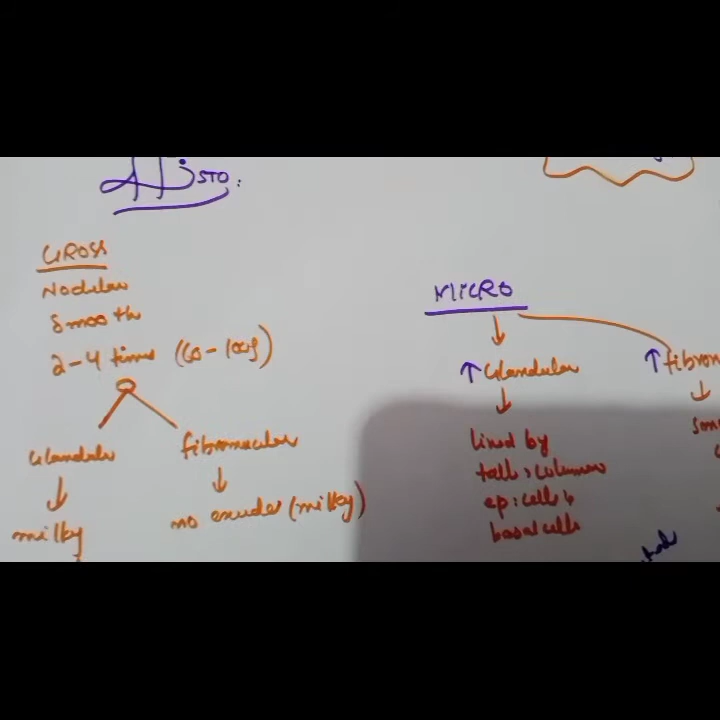 HISTO:
GROSS
Nodular
Smooth
2-4 times (60-100g)
Glandular
fibromuscular
milky
no exudes (milky)
MICRO
↑ Glandular
↑ fibrom
lined by
tall, columnar
ep: cells &
basal cells